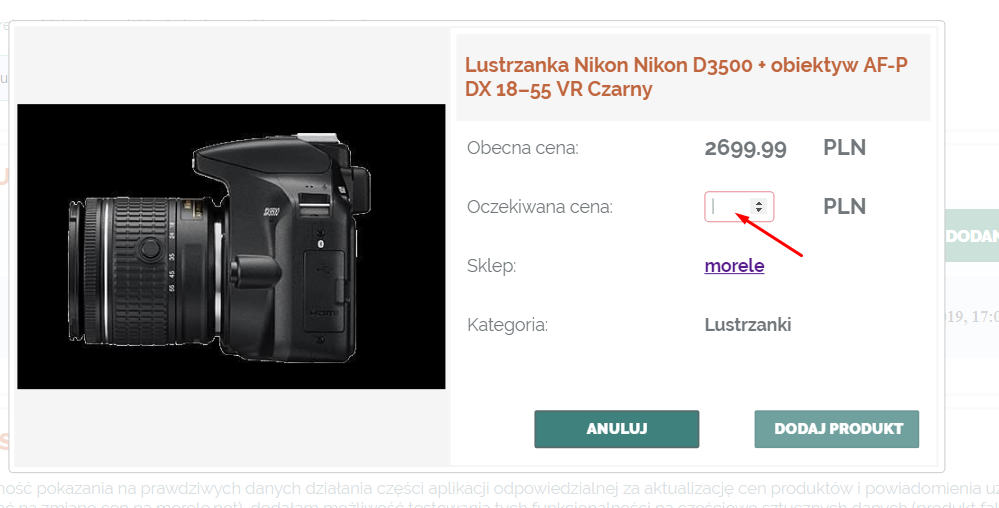 Lustrzanka Nikon Nikon D3500 + obiektyw AF-P
DX 18–55 VR Czarny
Obecna cena: 2699.99 PLN
Oczekiwana cena: PLN
Sklep: morele
Kategoria: Lustrzanki
ANULUJ DODAJ PRODUKT
DODAN
019, 17:0
ność pokazania na prawdziwych danych działania części aplikacji odpowiedzialnej za aktualizację cen produktów i powiadomienia uż